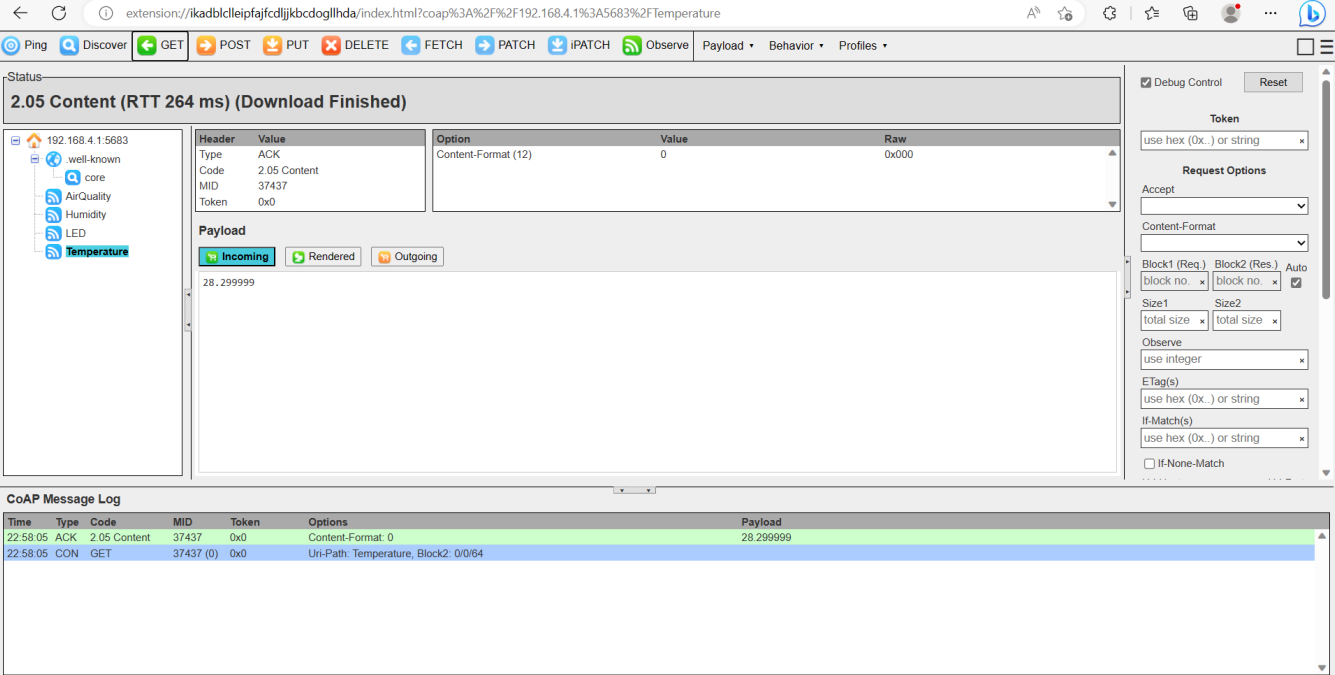 extension://ikadblclleipfajfcdljjkbcdogllhda/index.html?coap%3A%2F%2F192.168.4.1%3A5683%2FTemperature
Ping Discover GET POST PUT DELETE FETCH PATCH iPATCH Observe Payload Behavior Profiles
Status
2.05 Content (RTT 264 ms) (Download Finished)
192.168.4.1:5683
.well-known
core
AirQuality
Humidity
LED
Temperature
Header Value
Type ACK
Code 2.05 Content
MID 37437
Token 0x0
Option Value Raw
Content-Format (12) 0 0x000
Payload
Incoming Rendered Outgoing
28.299999
Debug Control Reset
Token
use hex (0x..) or string ×
Request Options
Accept
Content-Format
Block1 (Req.) Block2 (Res.) Auto
block no. × block no. ×
Size1 Size2
total size × total size ×
Observe
use integer ×
ETag(s)
use hex (0x..) or string ×
If-Match(s)
use hex (0x..) or string ×
If-None-Match
CoAP Message Log
Time Type Code MID Token Options Payload
22:58:05 ACK 2.05 Content 37437 0x0 Content-Format: 0 28.299999
22:58:05 CON GET 37437 (0) 0x0 Uri-Path: Temperature, Block2: 0/0/64